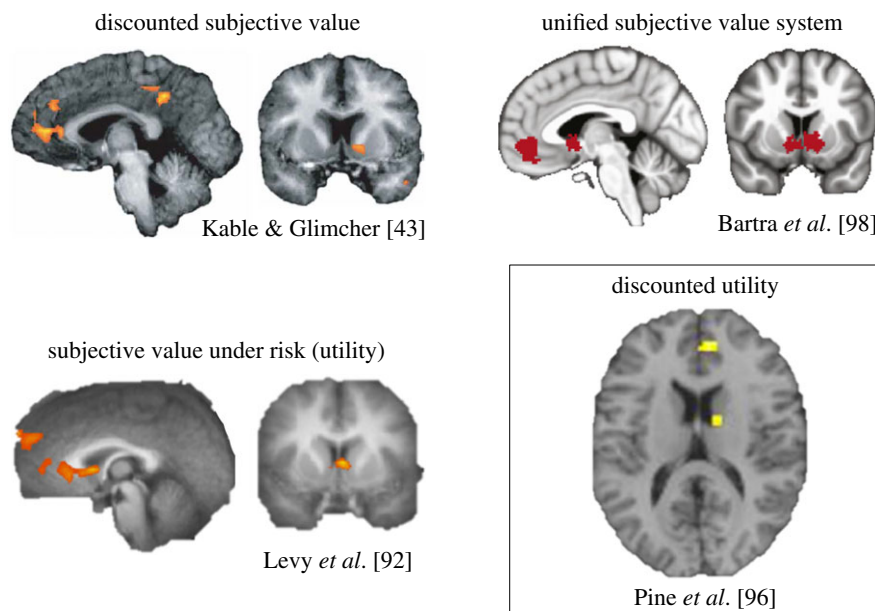 discounted subjective value
Kable & Glimcher [43]
unified subjective value system
Bartra et al. [98]
subjective value under risk (utility)
Levy et al. [92]
discounted utility
Pine et al. [96]